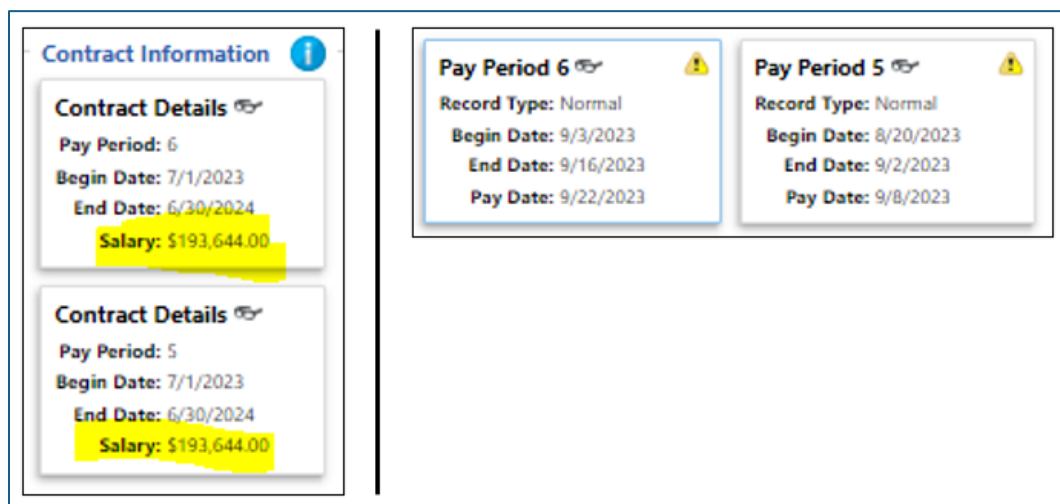 Contract Information
Contract Details
Pay Period: 6
Begin Date: 7/1/2023
End Date: 6/30/2024
Salary: $193,644.00
Contract Details
Pay Period: 5
Begin Date: 7/1/2023
End Date: 6/30/2024
Salary: $193,644.00
Pay Period 6
Record Type: Normal
Begin Date: 9/3/2023
End Date: 9/16/2023
Pay Date: 9/22/2023
Pay Period 5
Record Type: Normal
Begin Date: 8/20/2023
End Date: 9/2/2023
Pay Date: 9/8/2023